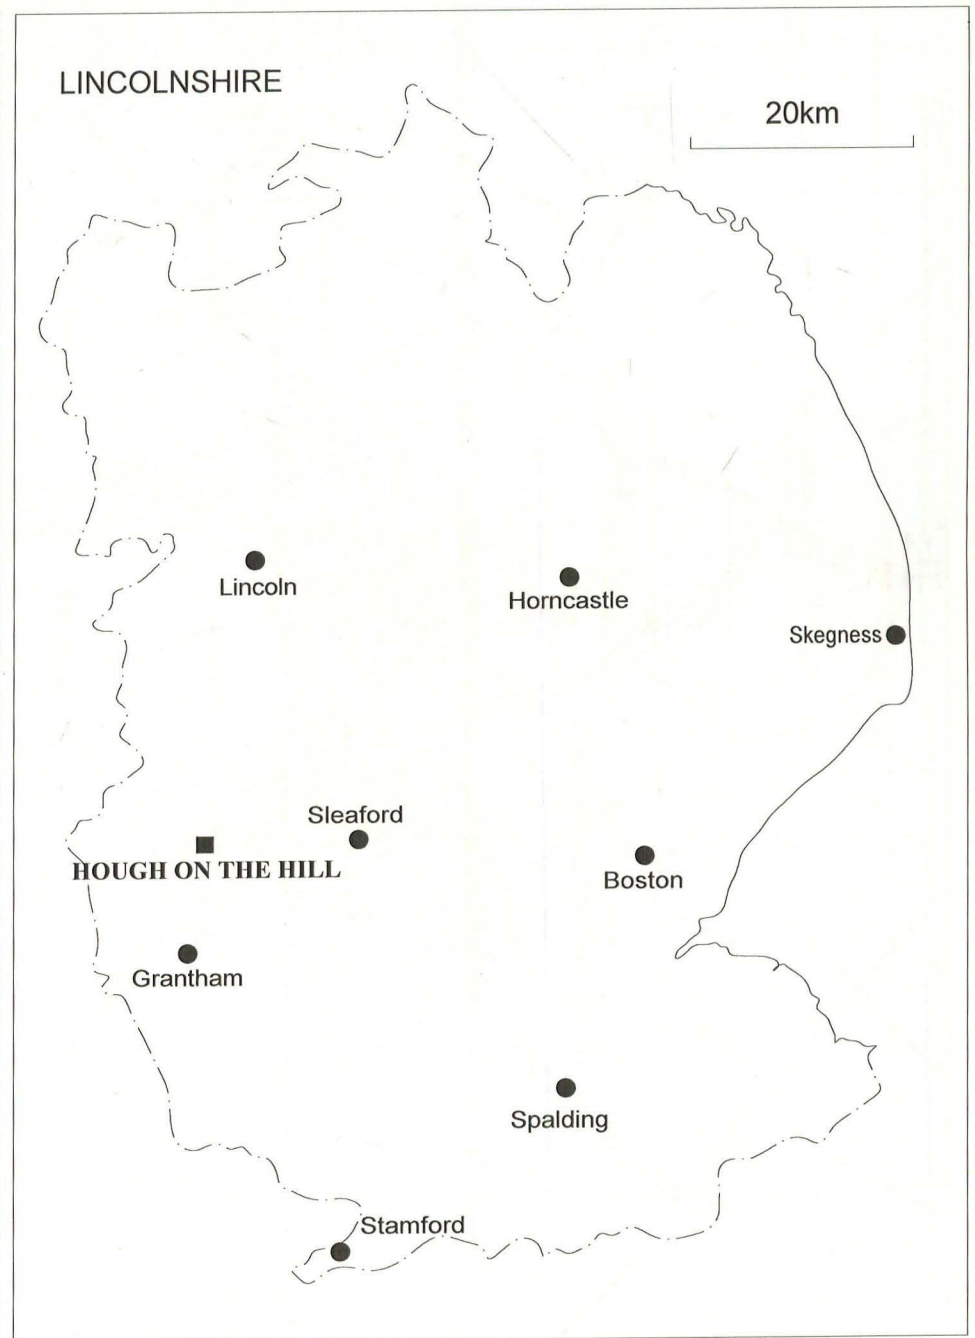 LINCOLNSHIRE
20km
Lincoln
Horncastle
Skegness
Sleaford
HOUGH ON THE HILL
Boston
Grantham
Spalding
Stamford